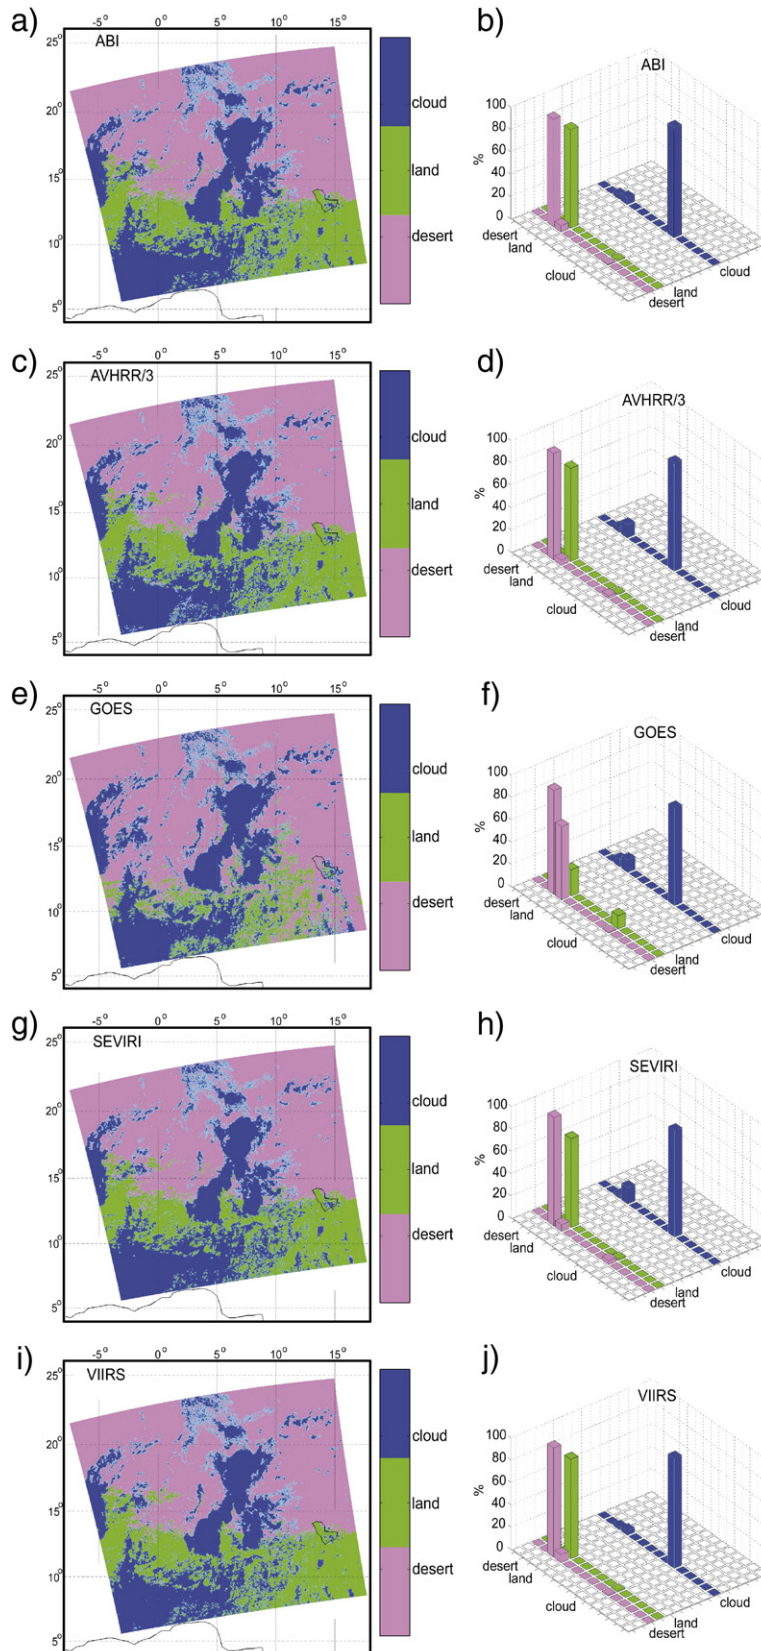 a)
-5° 0° 5° 10° 15°
ABI
25°
20°
15°
10°
5°
cloud
land
desert
b)
ABI
100
80
60
40
20
0
%
desert
land
cloud
cloud
land
desert
c)
-5° 0° 5° 10° 15°
AVHRR/3
25°
20°
15°
10°
5°
cloud
land
desert
d)
AVHRR/3
100
80
60
40
20
0
%
desert
land
cloud
cloud
land
desert
e)
-5° 0° 5° 10° 15°
GOES
25°
20°
15°
10°
5°
cloud
land
desert
f)
GOES
100
80
60
40
20
0
%
desert
land
cloud
cloud
land
desert
g)
-5° 0° 5° 10° 15°
SEVIRI
25°
20°
15°
10°
5°
cloud
land
desert
h)
SEVIRI
100
80
60
40
20
0
%
desert
land
cloud
cloud
land
desert
i)
-5° 0° 5° 10° 15°
VIIRS
25°
20°
15°
10°
5°
cloud
land
desert
j)
VIIRS
100
80
60
40
20
0
%
desert
land
cloud
cloud
land
desert